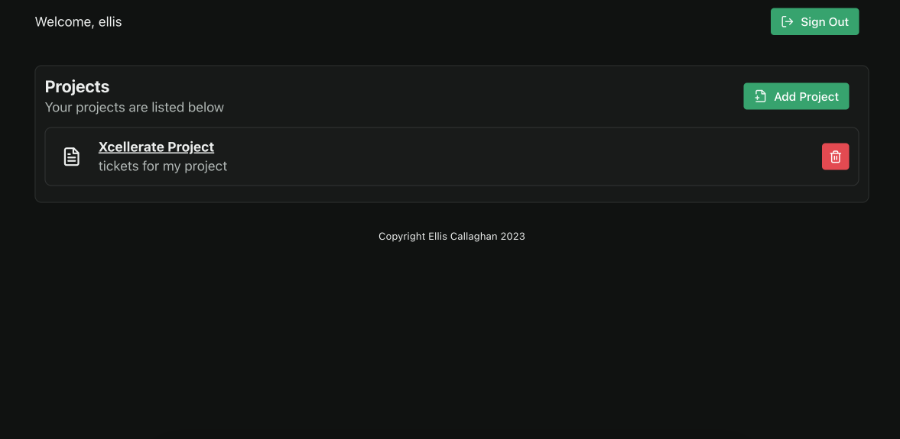 Welcome, ellis
Sign Out
Projects
Your projects are listed below
Add Project
Xcellerate Project
tickets for my project
Copyright Ellis Callaghan 2023